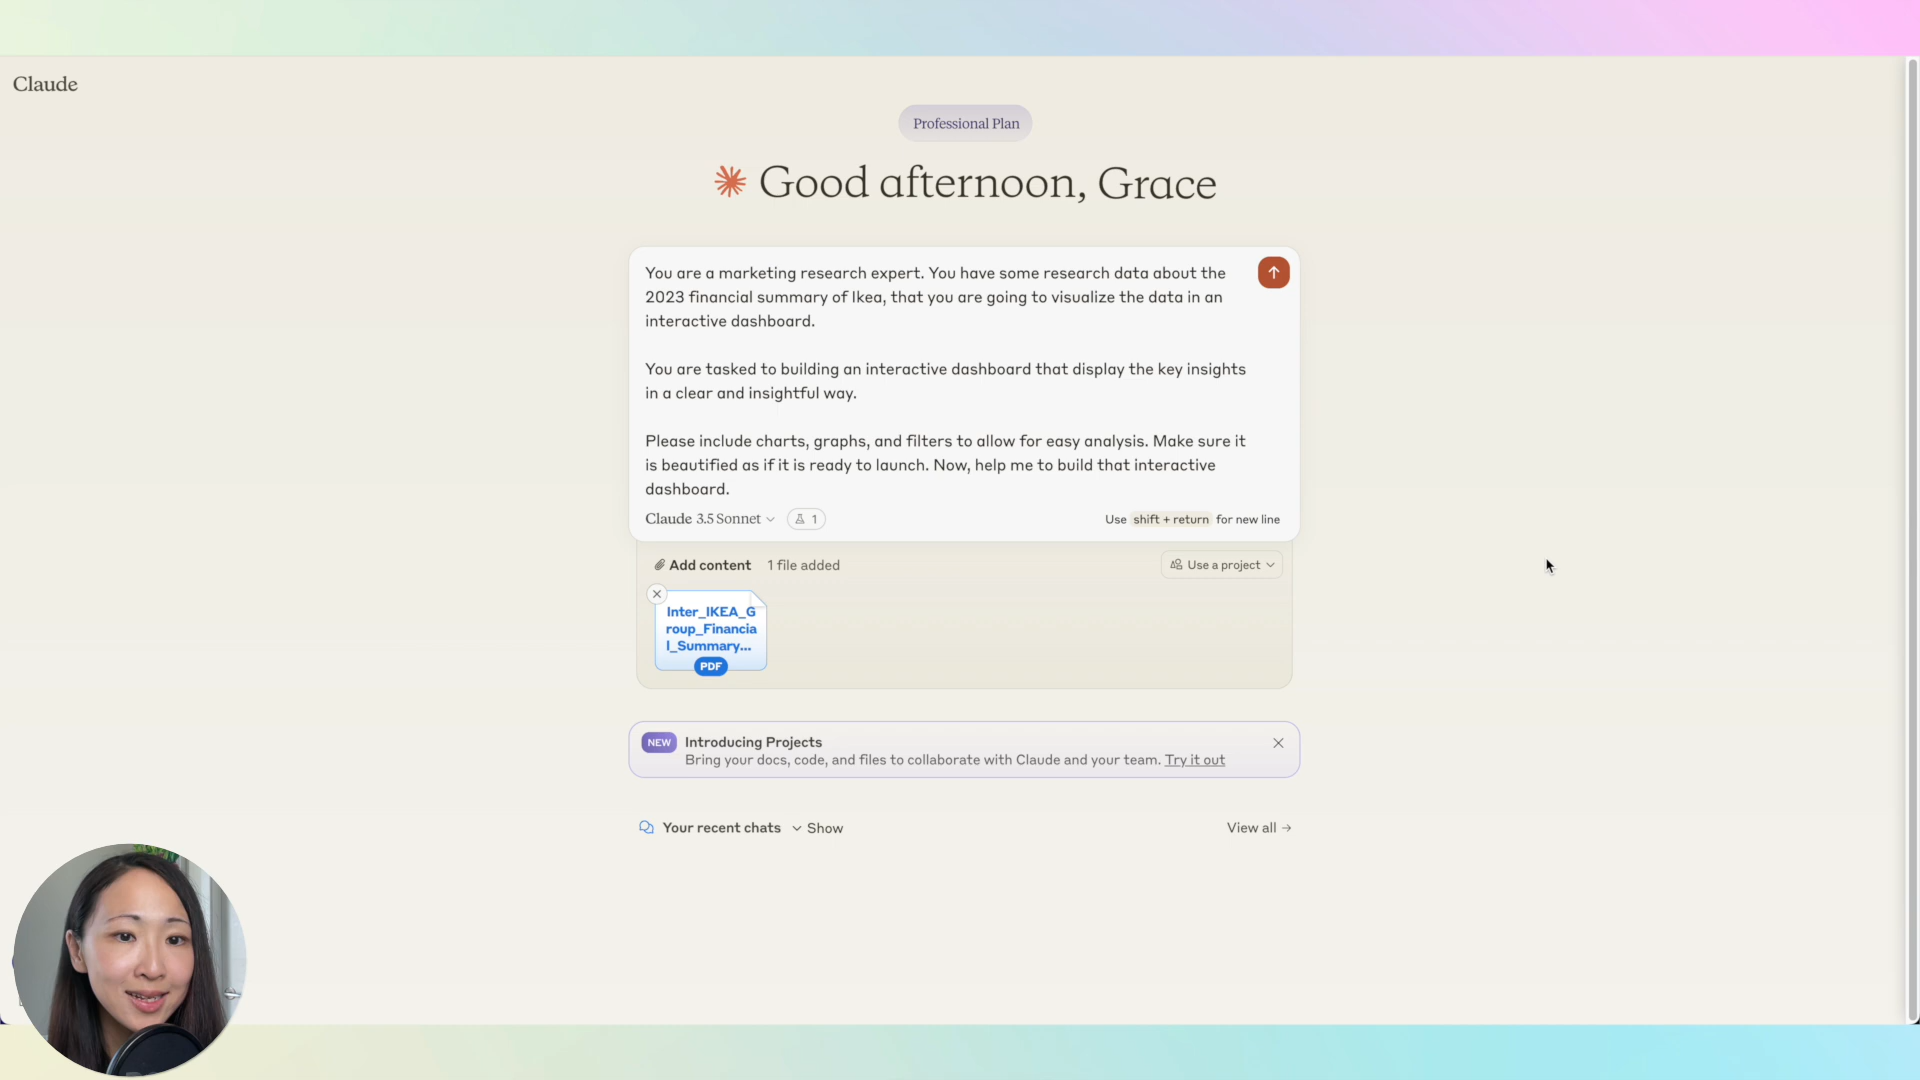 Claude
Professional Plan
Good afternoon, Grace
You are a marketing research expert. You have some research data about the
2023 financial summary of Ikea, that you are going to visualize the data in an
interactive dashboard.
You are tasked to building an interactive dashboard that display the key insights
in a clear and insightful way.
Please include charts, graphs, and filters to allow for easy analysis. Make sure it
is beautified as if it is ready to launch. Now, help me to build that interactive
dashboard.
Claude 3.5 Sonnet 1 Use shift + return for new line
Add content 1 file added Use a project
Inter_IKEA_G
roup_Financia
l_Summary...
PDF
NEW Introducing Projects
Bring your docs, code, and files to collaborate with Claude and your team. Try it out
Your recent chats Show View all →